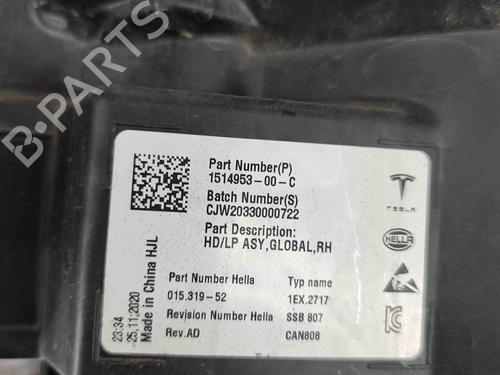 Part Number(P)
1514953-00-C
Batch Number(S)
CJW20330000722
Part Description:
HD/LP ASY,GLOBAL,RH
TESLA
HELLA
Part Number Hella Typ name
015.319-52 1EX.2717
Revision Number Hella SSB 807
Rev.AD CAN808
23:34
25.11.2020
Made in China HJL
B-Parts